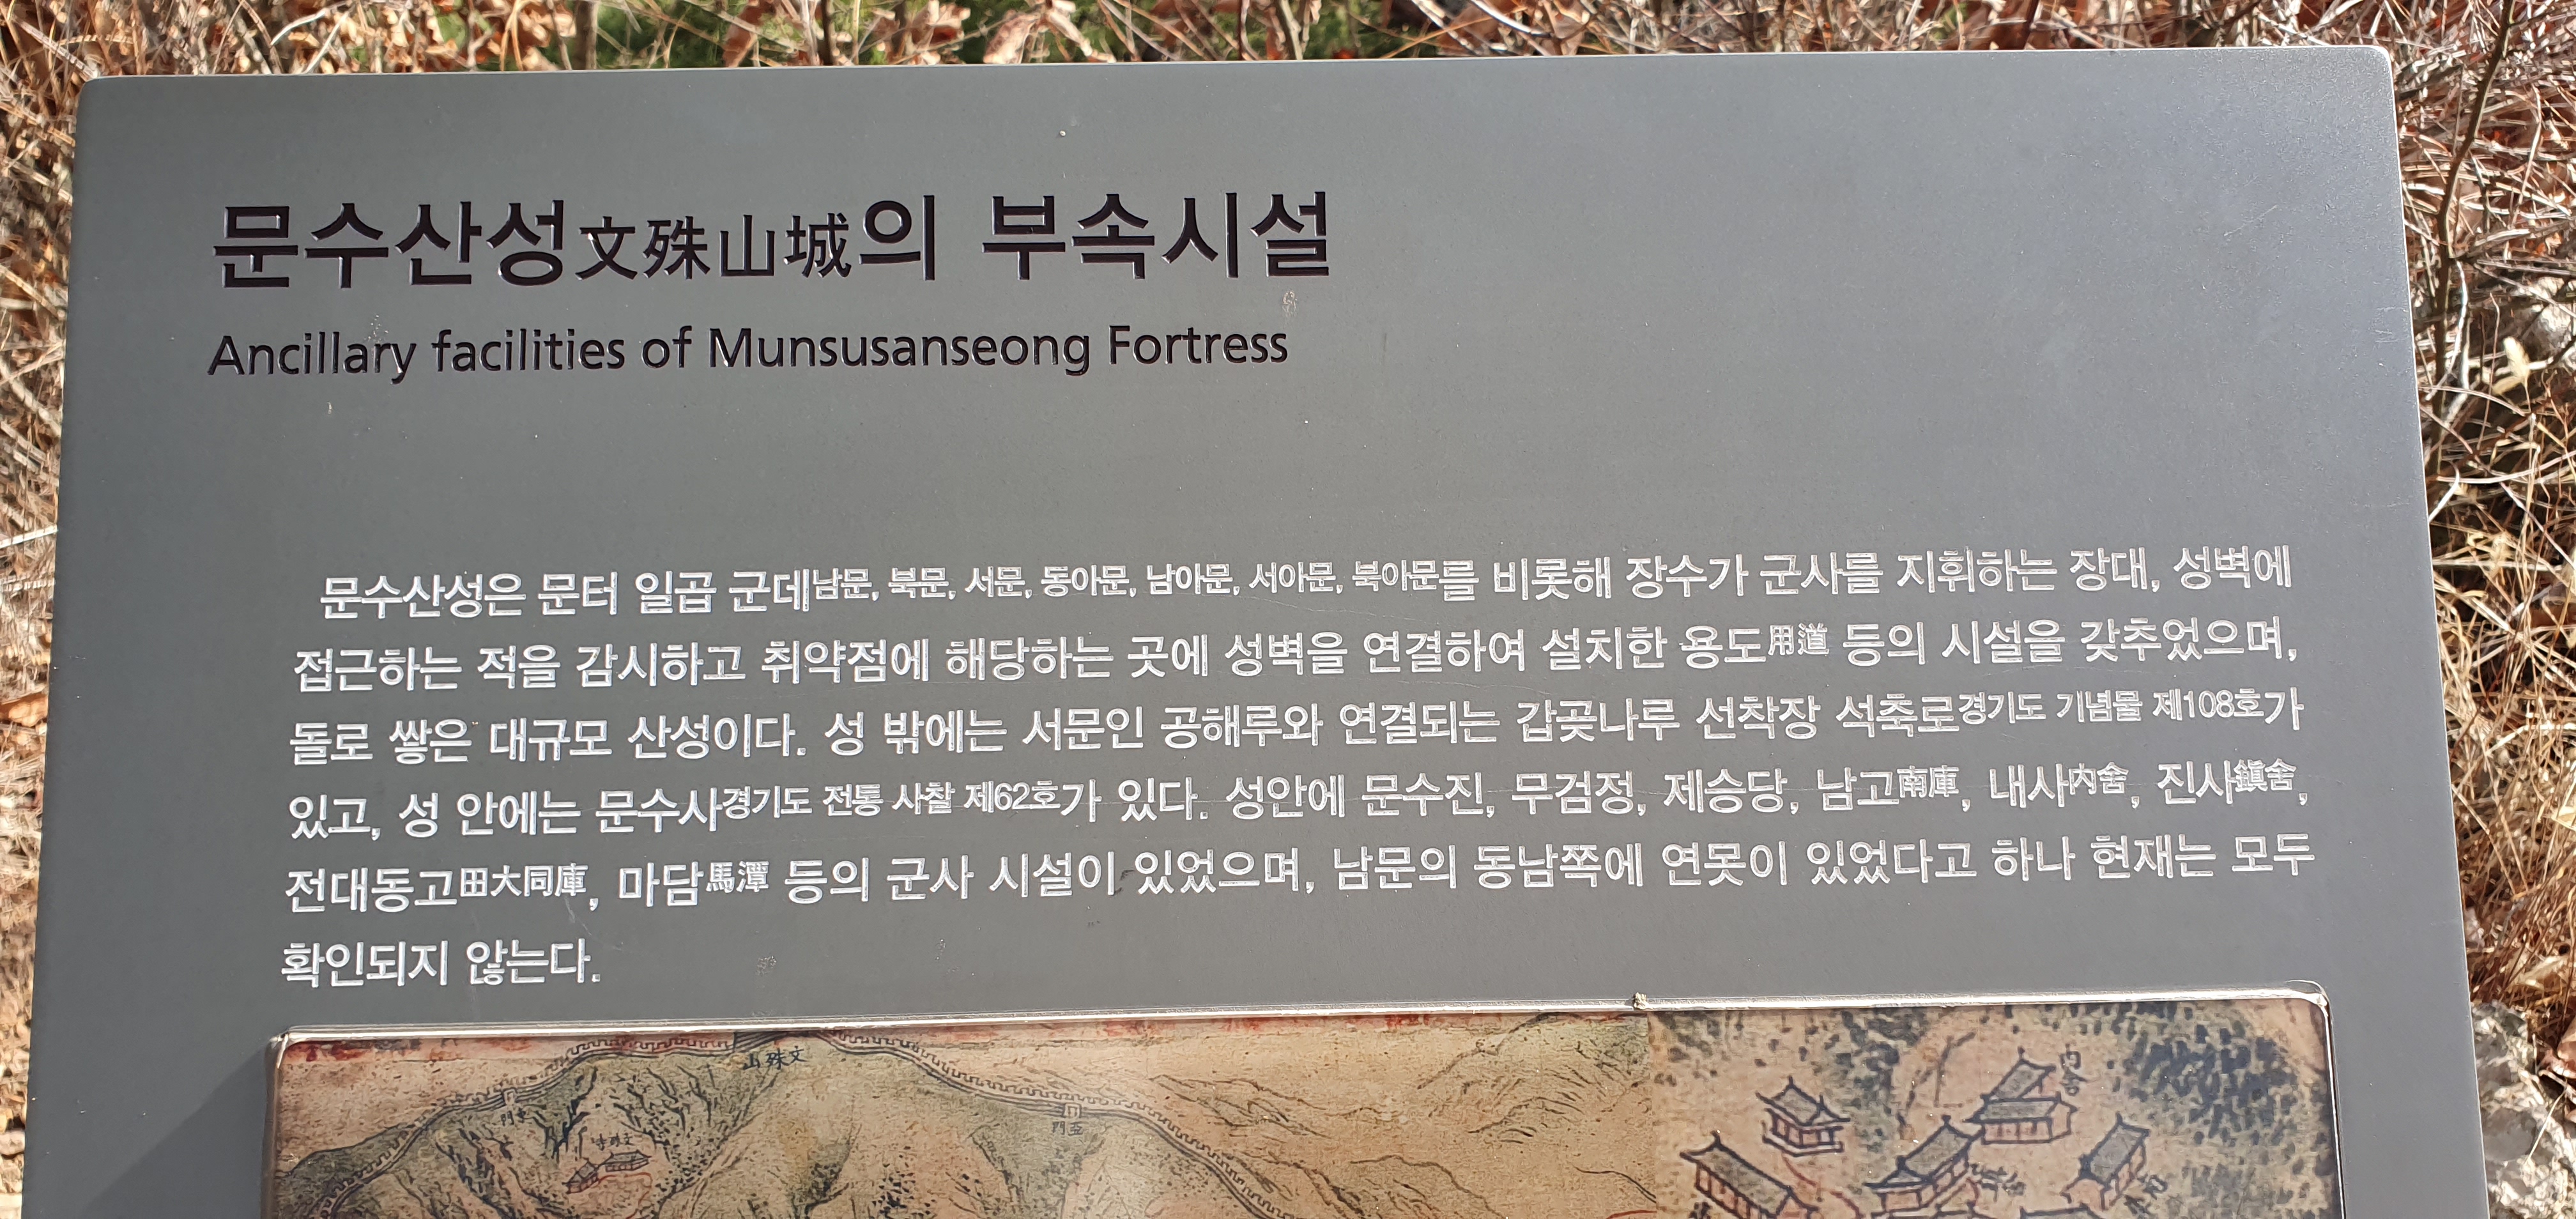 문수산성文殊山城의 부속시설
Ancillary facilities of Munsusanseong Fortress
문수산성은 문터 일곱 군데남문, 북문, 서문, 동아문, 남아문, 서아문, 북아문를 비롯해 장수가 군사를 지휘하는 장대, 성벽에
접근하는 적을 감시하고 취약점에 해당하는 곳에 성벽을 연결하여 설치한 용도用道 등의 시설을 갖추었으며,
돌로 쌓은 대규모 산성이다. 성 밖에는 서문인 공해루와 연결되는 갑곶나루 선착장 석축로경기도 기념물 제108호가
있고, 성 안에는 문수사경기도 전통 사찰 제62호가 있다. 성안에 문수진, 무검정, 제승당, 남고南庫, 내사内舍, 진사鎭舍,
전대동고田大同庫, 마담馬潭 등의 군사 시설이 있었으며, 남문의 동남쪽에 연못이 있었다고 하나 현재는 모두
확인되지 않는다.
山殊文
門亞
寺殊文
内舍